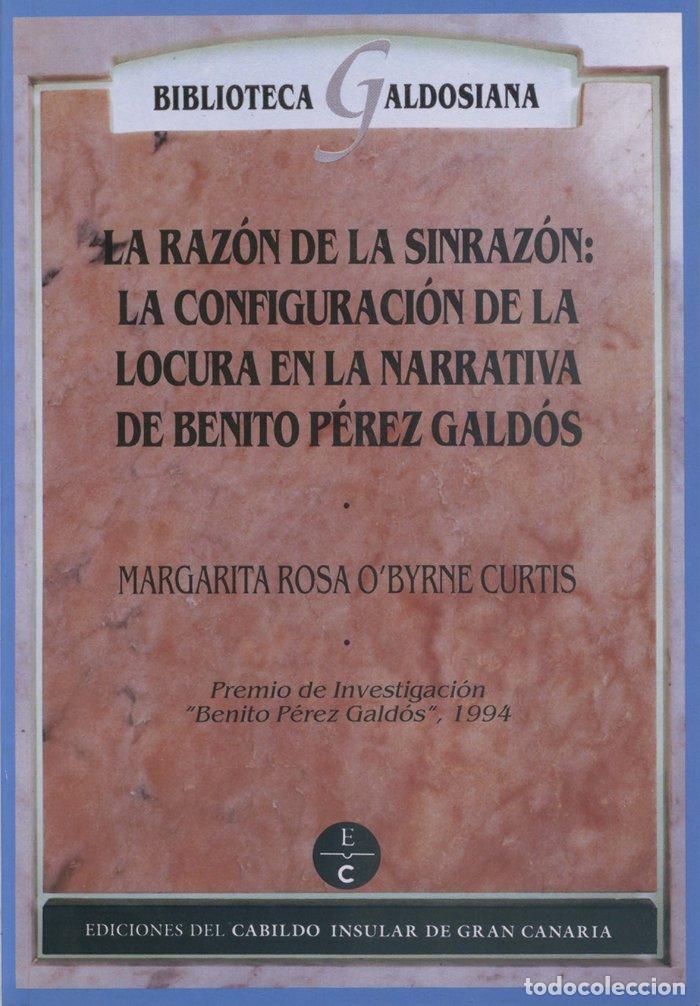 BIBLIOTECA GALDOSIANA
LA RAZÓN DE LA SINRAZÓN:
LA CONFIGURACIÓN DE LA
LOCURA EN LA NARRATIVA
DE BENITO PÉREZ GALDÓS
MARGARITA ROSA O'BYRNE CURTIS
Premio de Investigación
"Benito Pérez Galdós", 1994
E
C
EDICIONES DEL CABILDO INSULAR DE GRAN CANARIA
todocoleccion